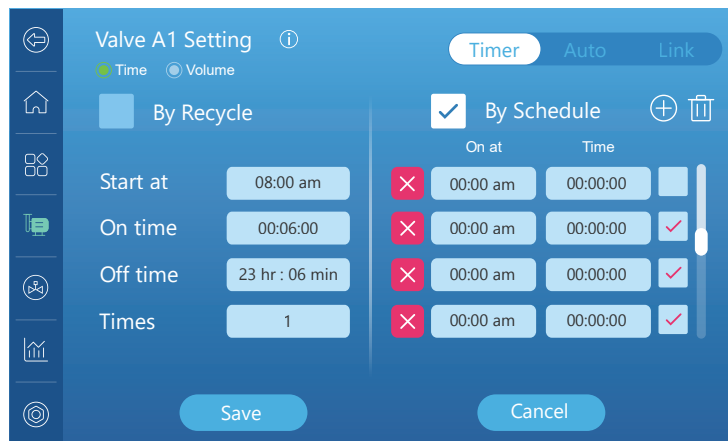 Valve A1 Setting
Timer Auto Link
Time Volume
By Recycle
By Schedule
On at Time
Start at 08:00 am
00:00 am 00:00:00
On time 00:06:00
00:00 am 00:00:00
Off time 23 hr : 06 min
00:00 am 00:00:00
Times 1
00:00 am 00:00:00
Save
Cancel